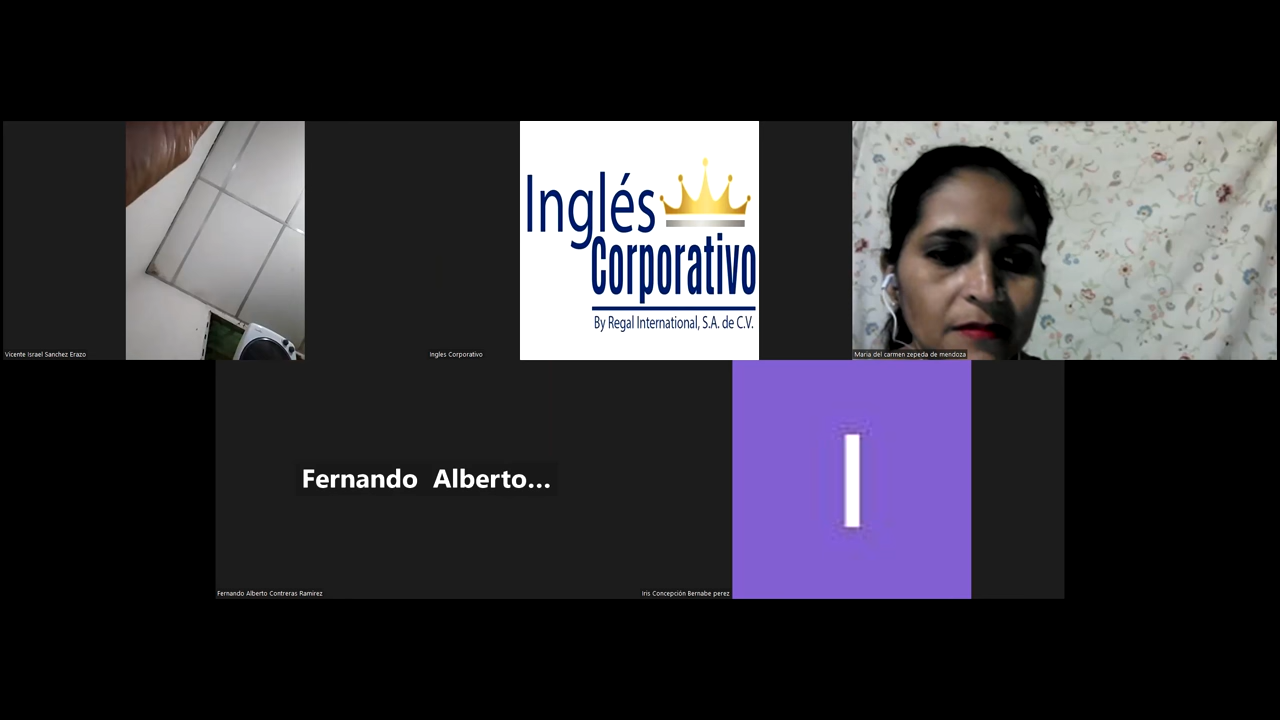 Inglés
Corporativo
By Regal International, S.A. de C.V.
Vicente Israel Sanchez Erazo
Ingles Corporativo
Maria del carmen zepeda de mendoza
Fernando Alberto...
I
Fernando Alberto Contreras Ramirez
Iris Concepción Bernabe perez